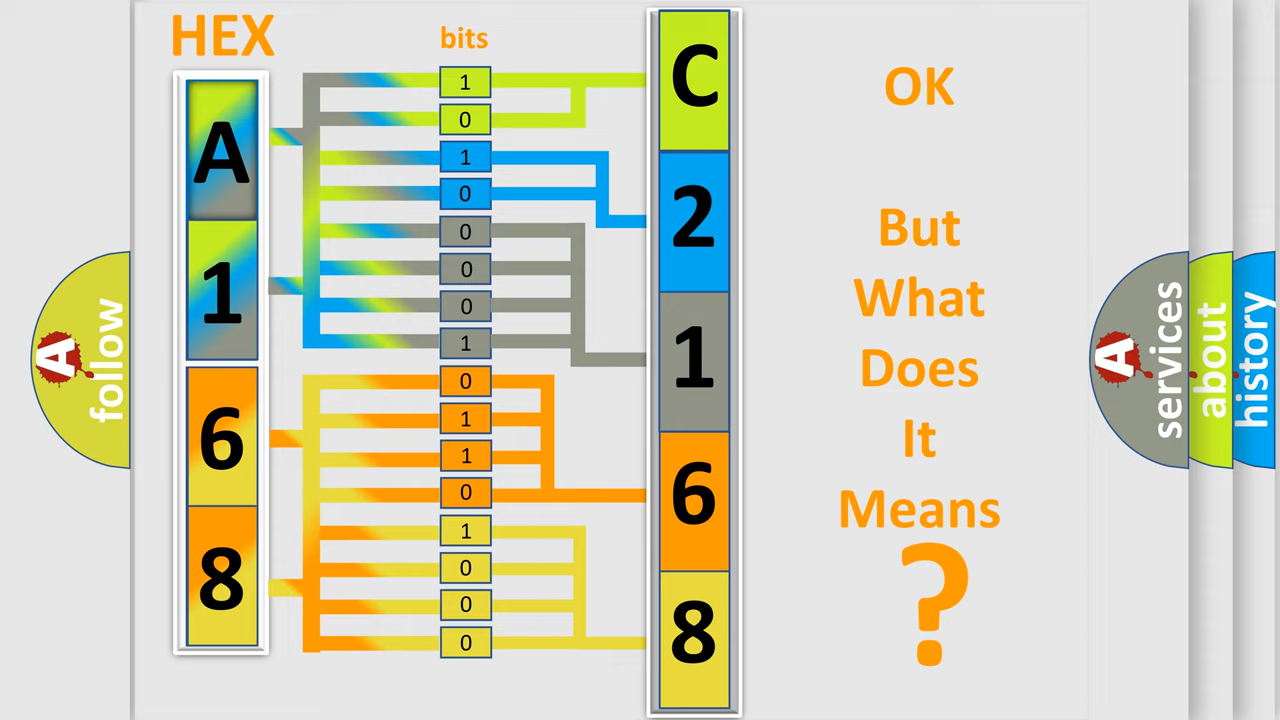 HEX
bits
A
1
6
8
1
0
1
0
0
0
0
1
0
1
1
0
1
0
0
0
C
2
1
6
8
OK
But
What
Does
It
Means
?
A
follow
A
services
about
history